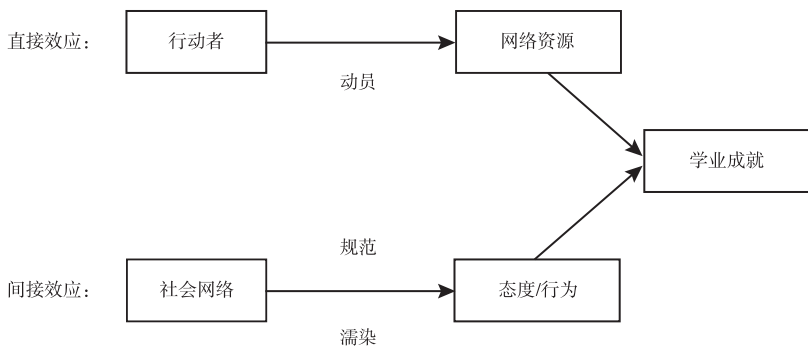 直接效应： 行动者 网络资源
动员
学业成就
规范
间接效应： 社会网络 态度/行为
濡染